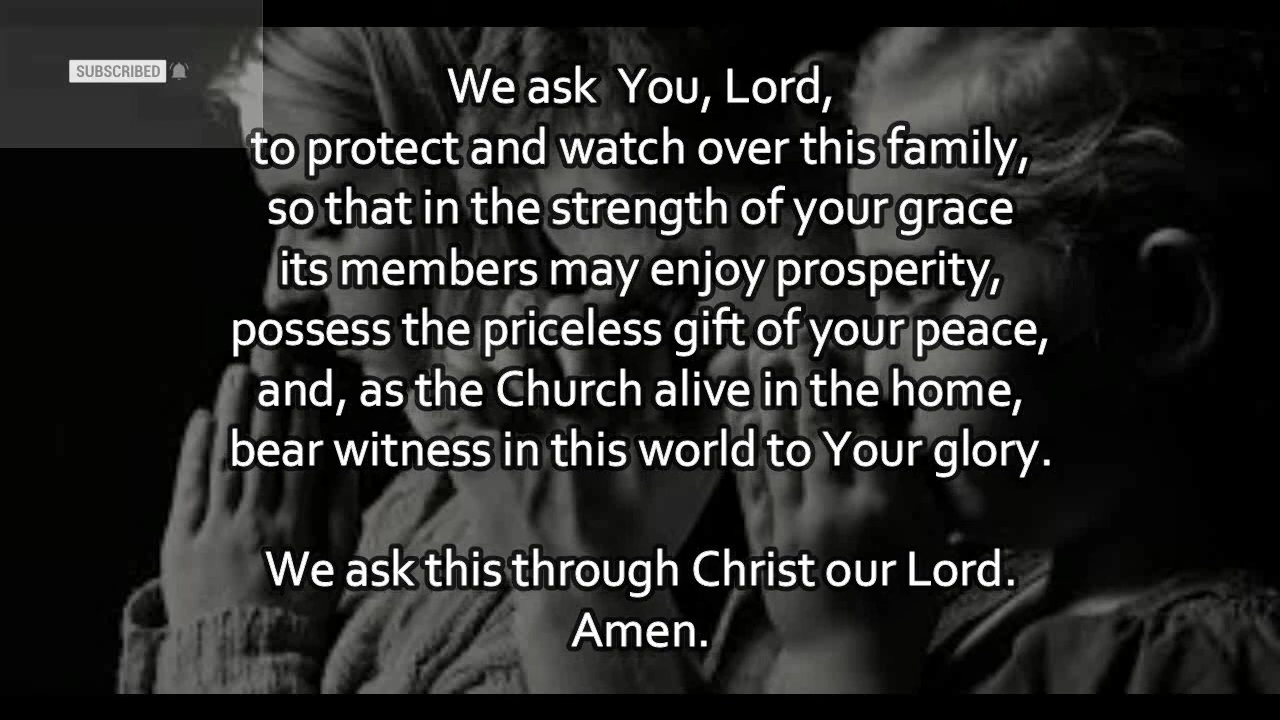 SUBSCRIBED
We ask You, Lord,
to protect and watch over this family,
so that in the strength of your grace
its members may enjoy prosperity,
possess the priceless gift of your peace,
and, as the Church alive in the home,
bear witness in this world to Your glory.
We ask this through Christ our Lord.
Amen.